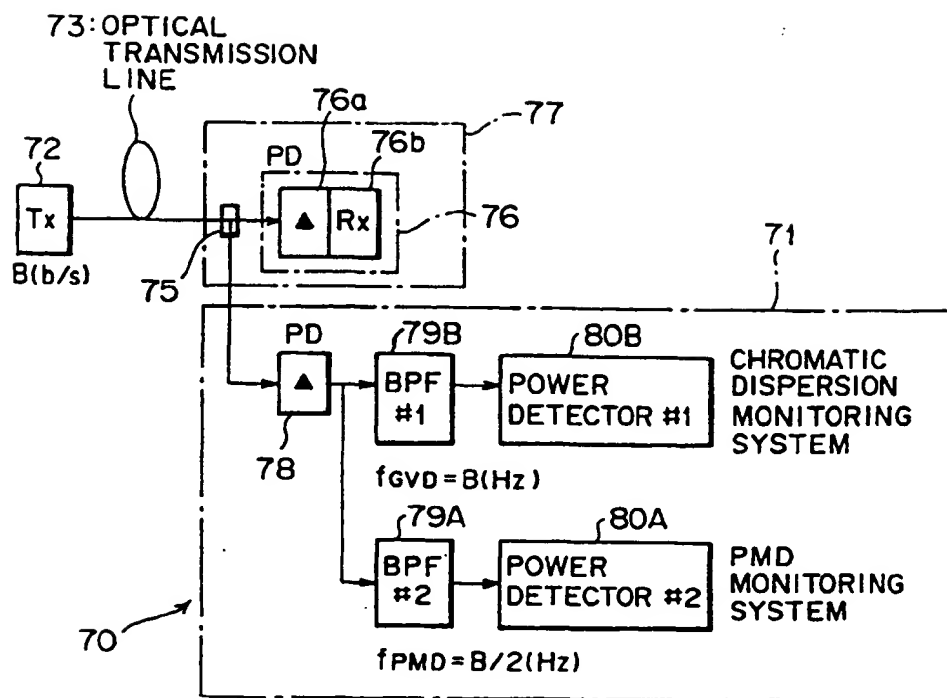 73: OPTICAL
TRANSMISSION
LINE
72
Tx
B(b/s)
75
76a
76b
PD
▲
Rx
76
77
71
PD
▲
78
79B
BPF
#1
80B
POWER
DETECTOR #1
CHROMATIC
DISPERSION
MONITORING
SYSTEM
fGVD=B(Hz)
79A
BPF
#2
80A
POWER
DETECTOR #2
PMD
MONITORING
SYSTEM
fPMD=B/2(Hz)
70